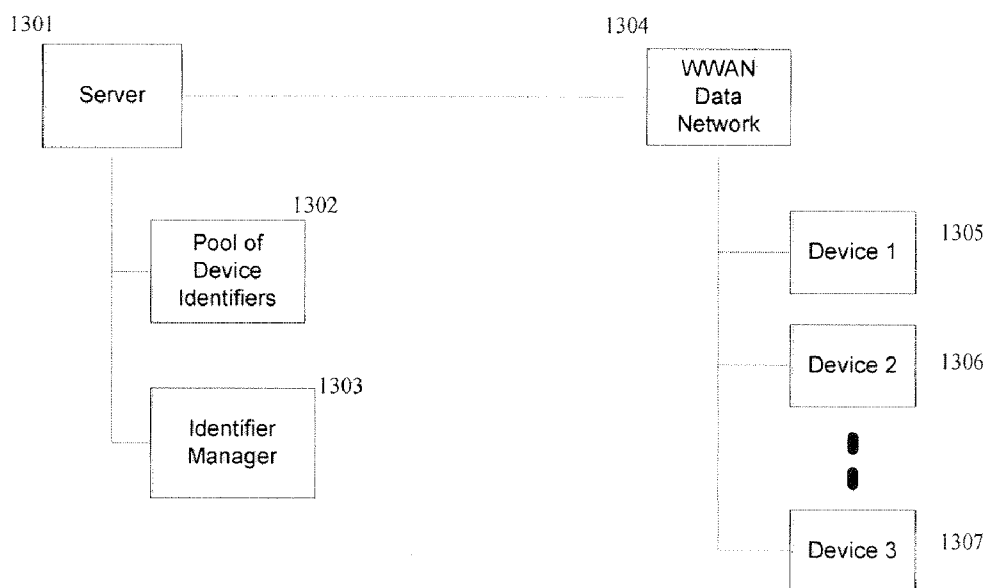 1301
Server
1304
WWAN
Data
Network
1302
Pool of
Device
Identifiers
1303
Identifier
Manager
Device 1
1305
Device 2
1306
Device 3
1307